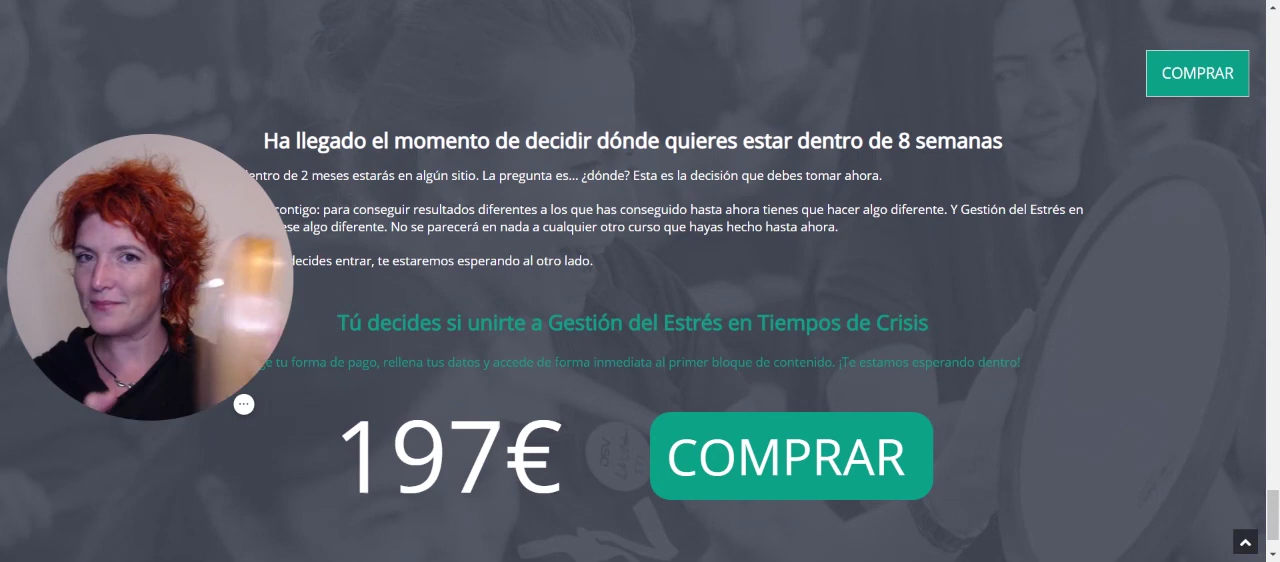 COMPRAR
Ha llegado el momento de decidir dónde quieres estar dentro de 8 semanas
entro de 2 meses estarás en algún sitio. La pregunta es... ¿dónde? Esta es la decisión que debes tomar ahora.
contigo: para conseguir resultados diferentes a los que has conseguido hasta ahora tienes que hacer algo diferente. Y Gestión del Estrés en
ese algo diferente. No se parecerá en nada a cualquier otro curso que hayas hecho hasta ahora.
decides entrar, te estaremos esperando al otro lado.
Tú decides si unirte a Gestión del Estrés en Tiempos de Crisis
ge tu forma de pago, rellena tus datos y accede de forma inmediata al primer bloque de contenido. ¡Te estamos esperando dentro!
197€ COMPRAR